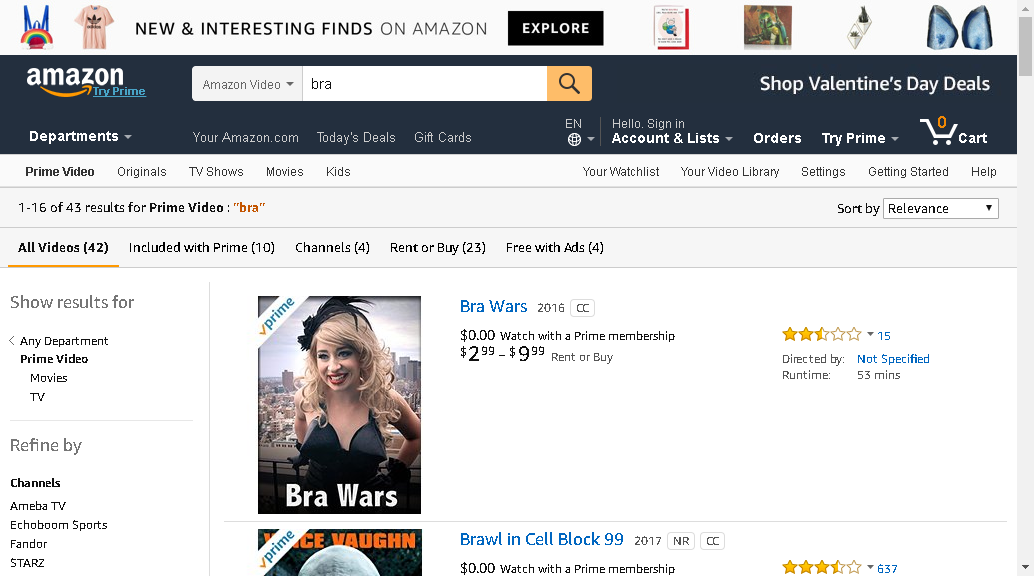 NEW & INTERESTING FINDS ON AMAZON EXPLORE
amazon
Try Prime
Amazon Video bra
Shop Valentine's Day Deals
Departments
Your Amazon.com Today's Deals Gift Cards
EN
Hello. Sign in
Account & Lists
Orders
Try Prime
0
Cart
Prime Video Originals TV Shows Movies Kids
Your Watchlist Your Video Library Settings Getting Started Help
1-16 of 43 results for Prime Video : "bra"
Sort by Relevance
All Videos (42) Included with Prime (10) Channels (4) Rent or Buy (23) Free with Ads (4)
Show results for
Any Department
Prime Video
Movies
TV
Refine by
Channels
Ameba TV
Echoboom Sports
Fandor
STARZ
prime
Bra Wars
Bra Wars 2016 CC
$0.00 Watch with a Prime membership
$2.99 - $9.99 Rent or Buy
15
Directed by: Not Specified
Runtime: 53 mins
prime
VINCE VAUGHN
Brawl in Cell Block 99 2017 NR CC
$0.00 Watch with a Prime membership
637